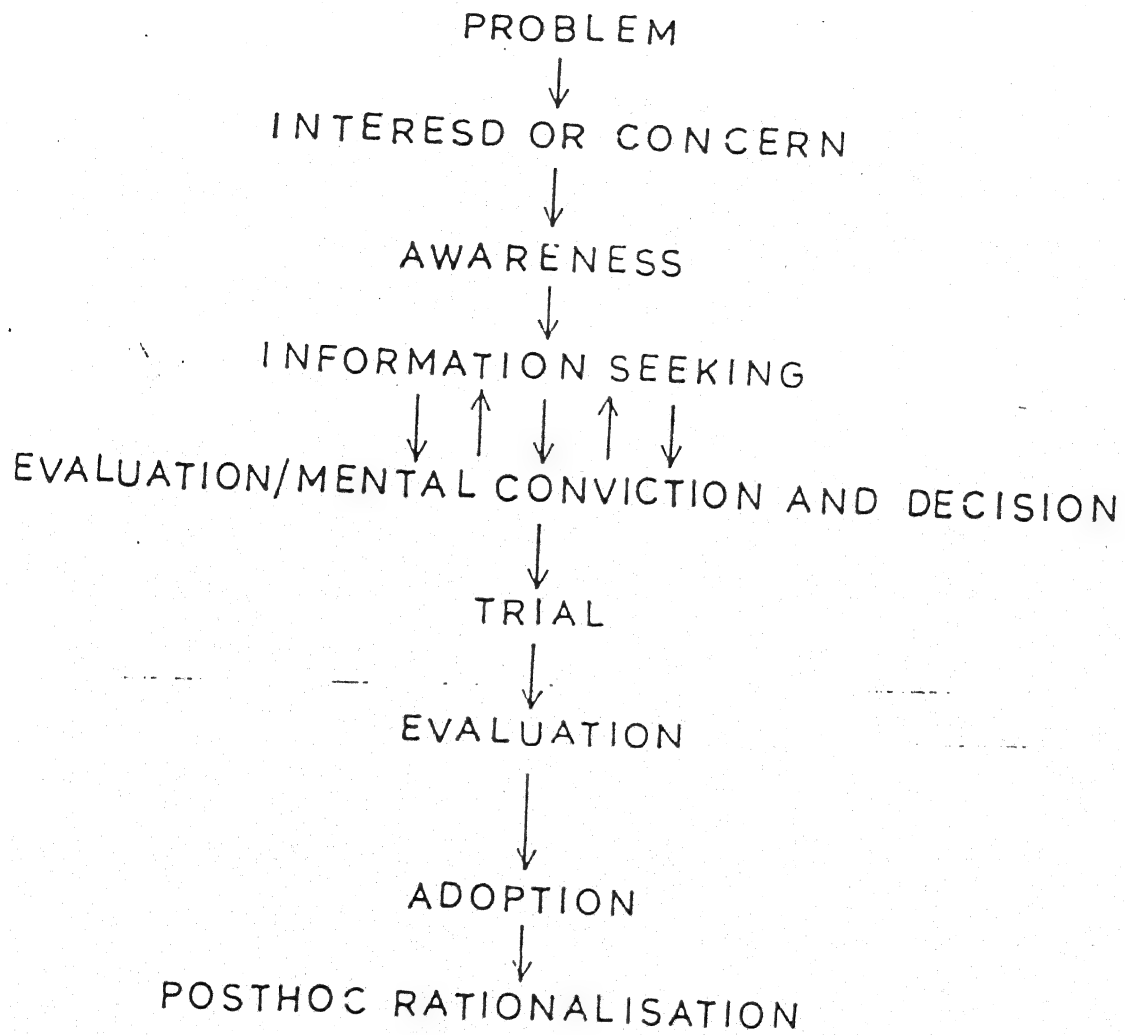 PROBLEM
INTERESD OR CONCERN
AWARENESS
INFORMATION SEEKING
EVALUATION/MENTAL CONVICTION AND DECISION
TRIAL
EVALUATION
ADOPTION
POSTHOC RATIONALISATION